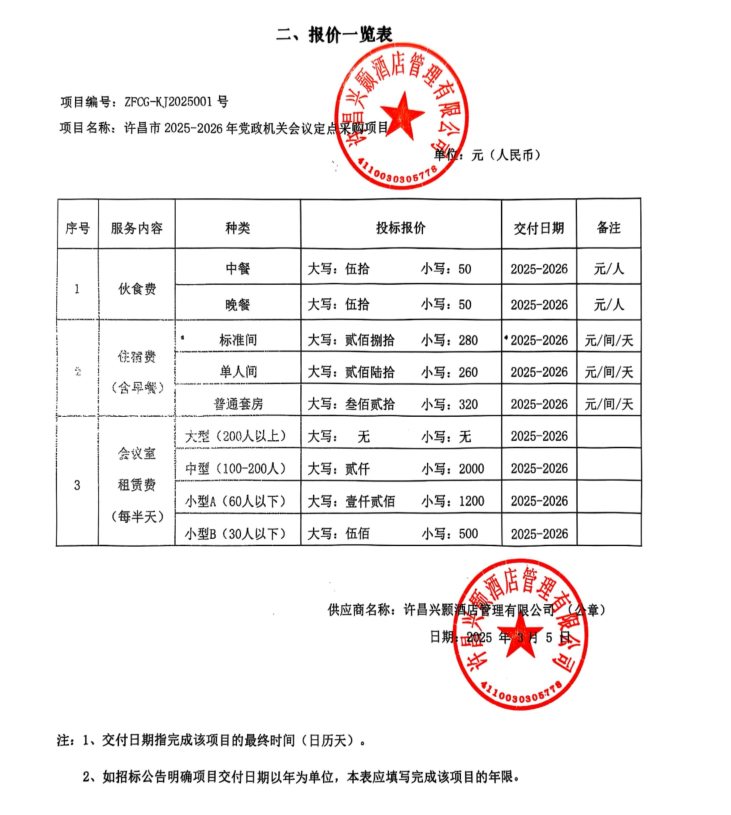 二、报价一览表
许昌兴颢酒店管理有限公司
4110030305778
项目编号：ZFCG-KJ2025001 号
项目名称：许昌市 2025-2026 年党政机关会议定点采购项目
单位：元（人民币）
序号 服务内容 种类 投标报价 交付日期 备注
1 伙食费 中餐 大写：伍拾 小写：50 2025-2026 元/人
晚餐 大写：伍拾 小写：50 2025-2026 元/人
2 住宿费（含早餐） 标准间 大写：贰佰捌拾 小写：280 2025-2026 元/间/天
单人间 大写：贰佰陆拾 小写：260 2025-2026 元/间/天
普通套房 大写：叁佰贰拾 小写：320 2025-2026 元/间/天
3 会议室租赁费（每半天） 大型（200人以上） 大写： 无 小写：无 2025-2026
中型（100-200人） 大写：贰仟 小写：2000 2025-2026
小型A（60人以下） 大写：壹仟贰佰 小写：1200 2025-2026
小型B（30人以下） 大写：伍佰 小写：500 2025-2026
供应商名称：许昌兴颢酒店管理有限公司 （公章）
日期：2025 年 3 月 5 日
许昌兴颢酒店管理有限公司
4110030305778
注：1、交付日期指完成该项目的最终时间（日历天）。
2、如招标公告明确项目交付日期以年为单位，本表应填写完成该项目的年限。